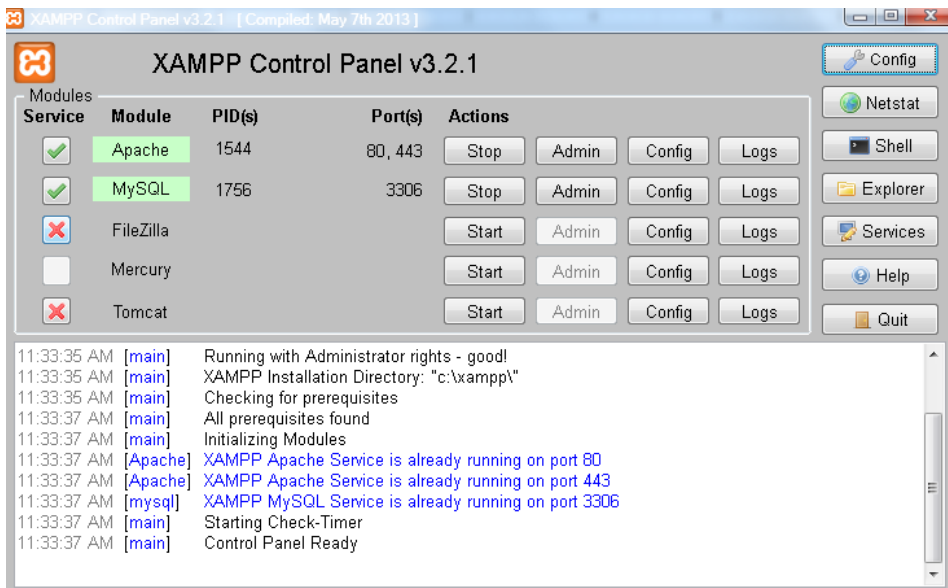 XAMPP Control Panel v3.2.1 [ Compiled: May 7th 2013 ]
XAMPP Control Panel v3.2.1
Config
Modules
Service Module PID(s) Port(s) Actions
Netstat
Apache 1544 80, 443 Stop Admin Config Logs
Shell
MySQL 1756 3306 Stop Admin Config Logs
Explorer
FileZilla Start Admin Config Logs
Services
Mercury Start Admin Config Logs
Help
Tomcat Start Admin Config Logs
Quit
11:33:35 AM [main] Running with Administrator rights - good!
11:33:35 AM [main] XAMPP Installation Directory: "c:\xampp\"
11:33:35 AM [main] Checking for prerequisites
11:33:37 AM [main] All prerequisites found
11:33:37 AM [main] Initializing Modules
11:33:37 AM [Apache] XAMPP Apache Service is already running on port 80
11:33:37 AM [Apache] XAMPP Apache Service is already running on port 443
11:33:37 AM [mysql] XAMPP MySQL Service is already running on port 3306
11:33:37 AM [main] Starting Check-Timer
11:33:37 AM [main] Control Panel Ready